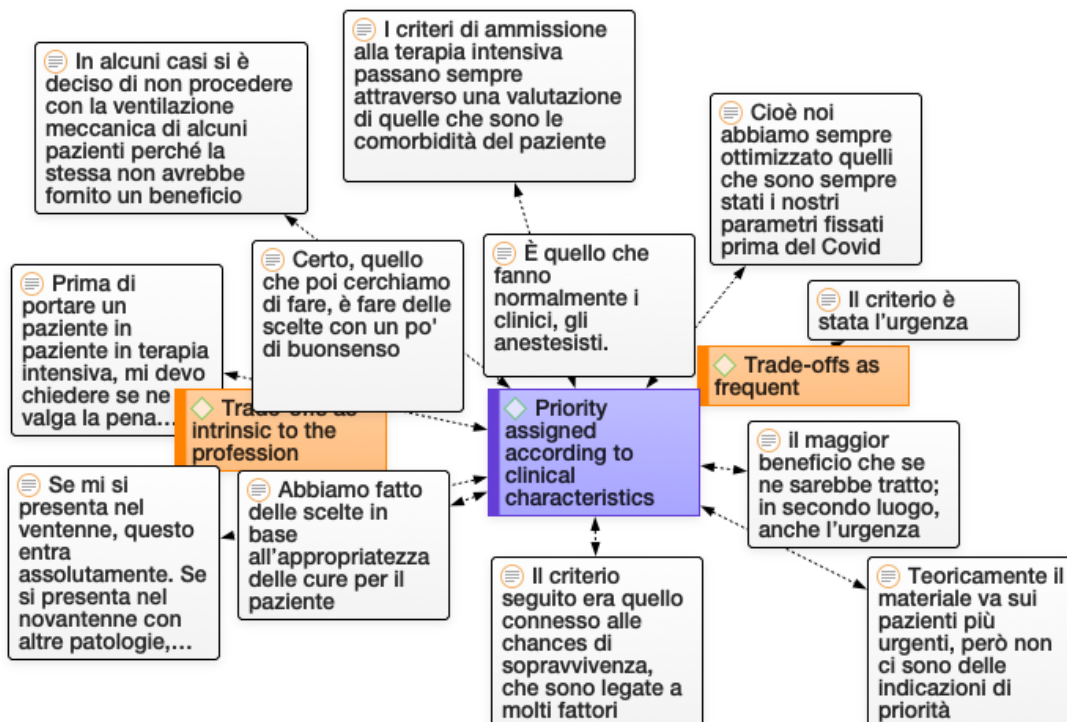 In alcuni casi si è
deciso di non procedere
con la ventilazione
meccanica di alcuni
pazienti perché la
stessa non avrebbe
fornito un beneficio
I criteri di ammissione
alla terapia intensiva
passano sempre
attraverso una valutazione
di quelle che sono le
comorbidità del paziente
Cioè noi
abbiamo sempre
ottimizzato quelli
che sono sempre
stati i nostri
parametri fissati
prima del Covid
Prima di
portare un
paziente in
paziente in terapia
intensiva, mi devo
chiedere se ne
valga la pena…
Certo, quello
che poi cerchiamo
di fare, è fare delle
scelte con un po'
di buonsenso
È quello che
fanno
normalmente i
clinici, gli
anestesisti.
Il criterio è
stata l’urgenza
Trade-offs as
frequent
Trade-offs as
intrinsic to the
profession
Priority
assigned
according to
clinical
characteristics
il maggior
beneficio che se
ne sarebbe tratto;
in secondo luogo,
anche l’urgenza
Se mi si
presenta nel
ventenne, questo
entra
assolutamente. Se
si presenta nel
novantenne con
altre patologie,…
Abbiamo fatto
delle scelte in
base
all’appropriatezza
delle cure per il
paziente
Il criterio
seguito era quello
connesso alle
chances di
sopravvivenza,
che sono legate a
molti fattori
Teoricamente il
materiale va sui
pazienti più
urgenti, però non
ci sono delle
indicazioni di
priorità